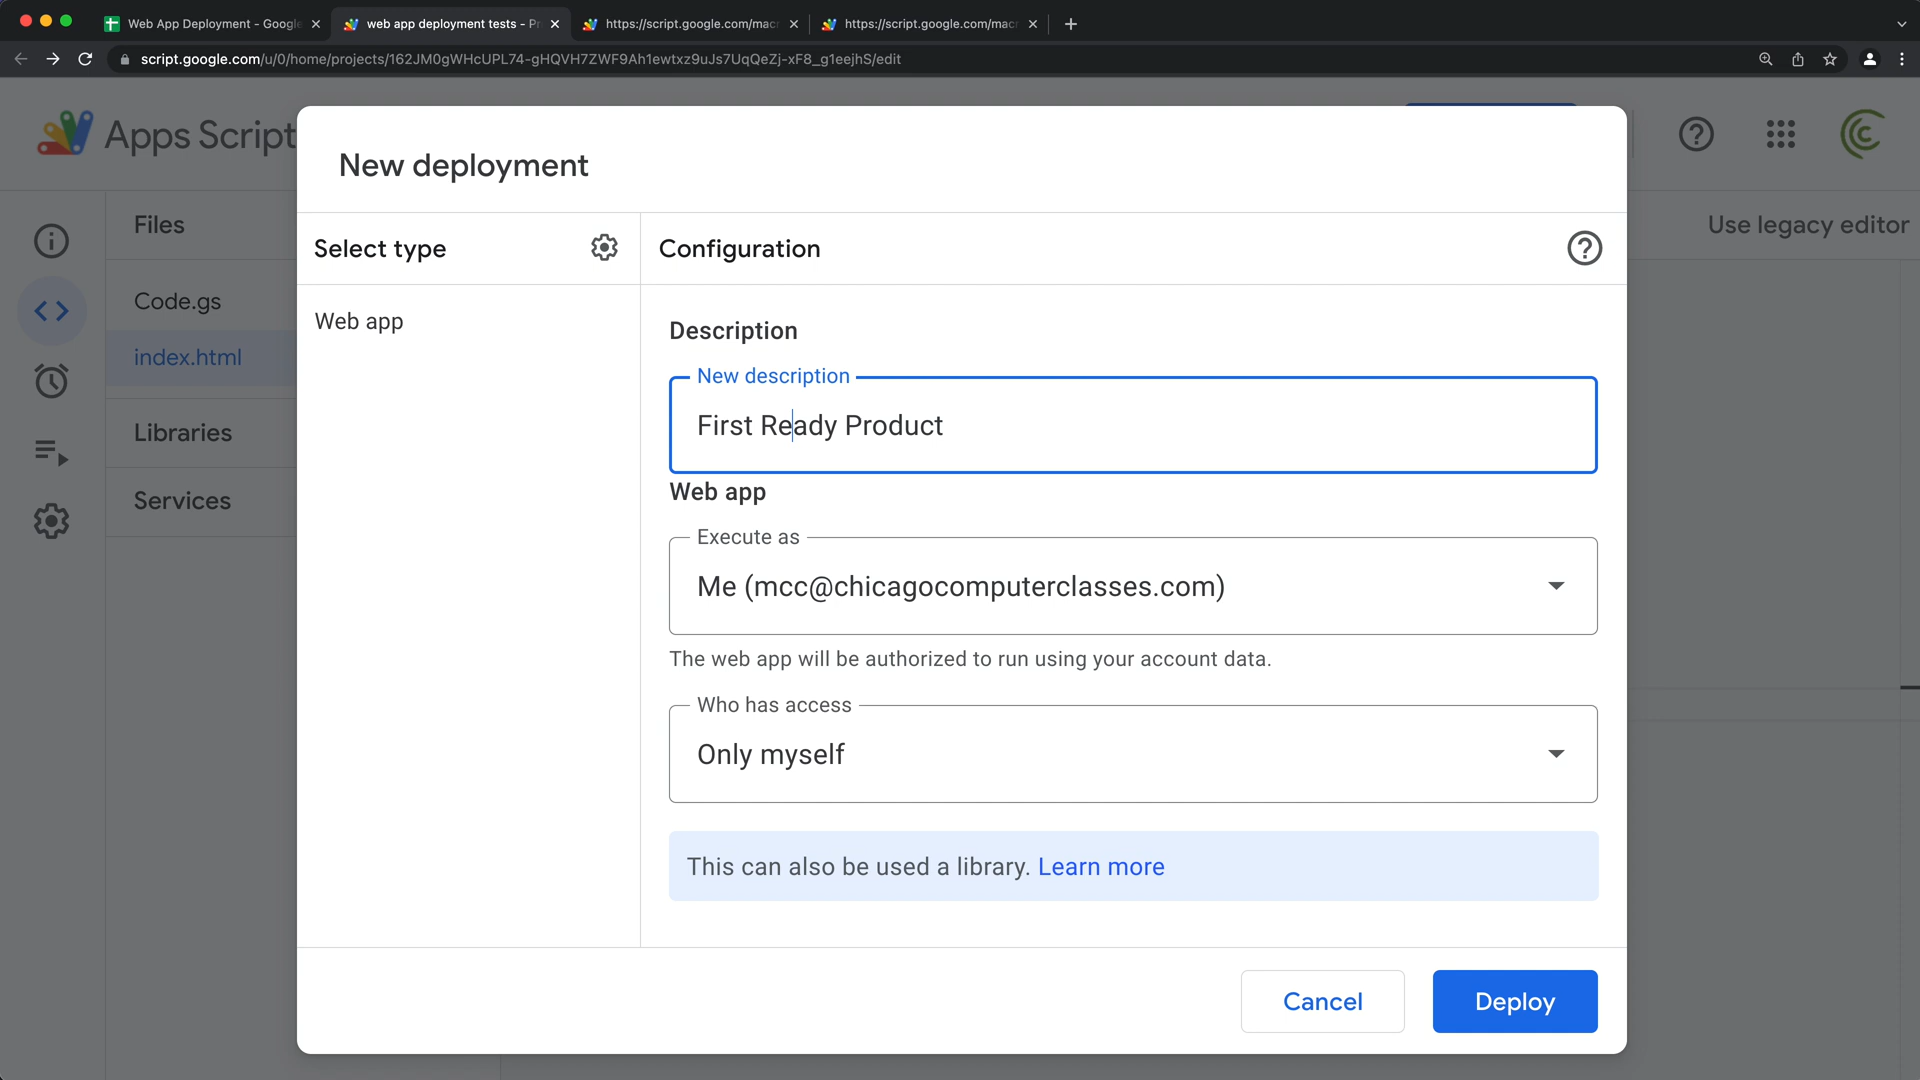 Web App Deployment - Google
web app deployment tests - Pr
https://script.google.com/macr
https://script.google.com/macr
script.google.com/u/0/home/projects/162JM0gWHcUPL74-gHQVH7ZWF9Ah1ewtxz9uJs7UqQeZj-xF8_g1eejhS/edit
Apps Script
New deployment
Files
Select type
Configuration
Use legacy editor
Code.gs
Web app
Description
index.html
New description
First Ready Product
Libraries
Web app
Services
Execute as
Me (mcc@chicagocomputerclasses.com)
The web app will be authorized to run using your account data.
Who has access
Only myself
This can also be used a library. Learn more
Cancel
Deploy